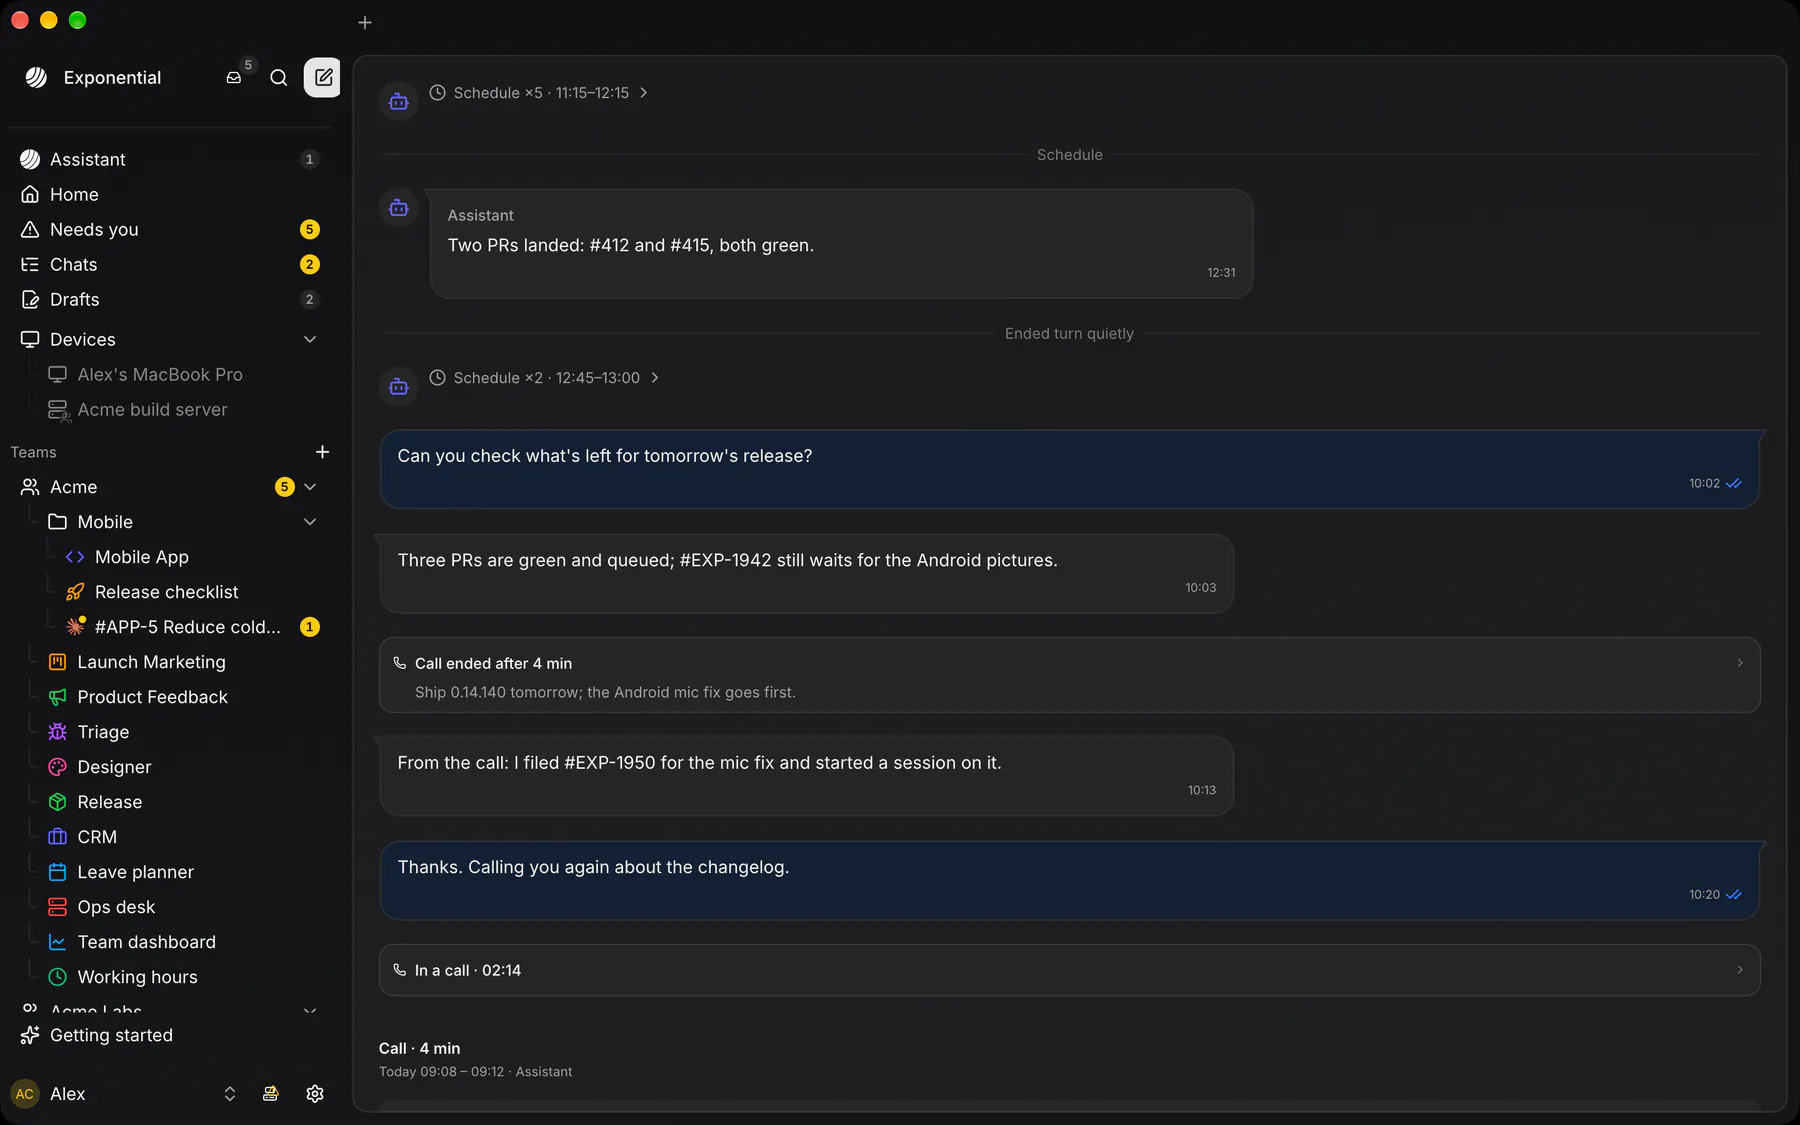 Exponential
5
Assistant
1
Home
Needs you
5
Chats
2
Drafts
2
Devices
Alex's MacBook Pro
Acme build server
Teams
Acme
5
Mobile
Mobile App
Release checklist
#APP-5 Reduce cold...
1
Launch Marketing
Product Feedback
Triage
Designer
Release
CRM
Leave planner
Ops desk
Team dashboard
Working hours
Acme Labs
Getting started
AC
Alex
Schedule ×5 · 11:15–12:15
Schedule
Assistant
Two PRs landed: #412 and #415, both green.
12:31
Ended turn quietly
Schedule ×2 · 12:45–13:00
Can you check what's left for tomorrow's release?
10:02
Three PRs are green and queued; #EXP-1942 still waits for the Android pictures.
10:03
Call ended after 4 min
Ship 0.14.140 tomorrow; the Android mic fix goes first.
From the call: I filed #EXP-1950 for the mic fix and started a session on it.
10:13
Thanks. Calling you again about the changelog.
10:20
In a call · 02:14
Call · 4 min
Today 09:08 – 09:12 · Assistant